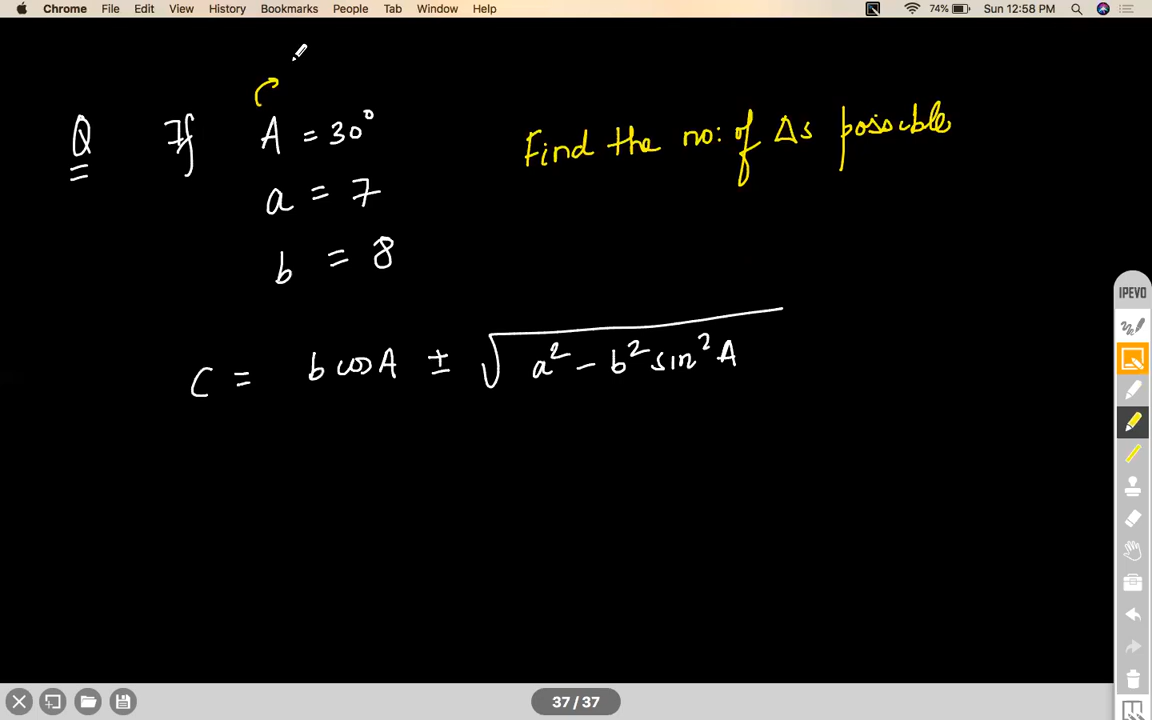 Chrome File Edit View History Bookmarks People Tab Window Help 74% Sun 12:58 PM
Q If A = 30° Find the no: of Δs possible
a = 7
b = 8
C = b cos A ± √(a² − b² sin² A)
IPEVO
37 / 37